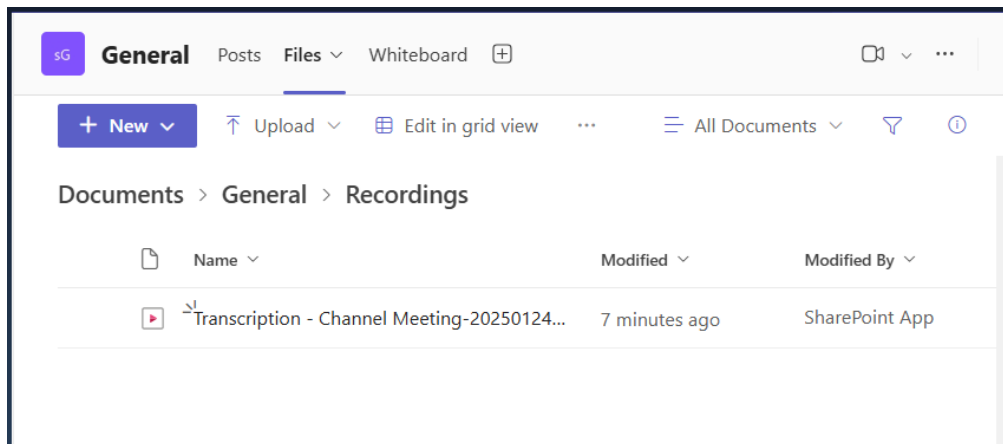 sG General Posts Files Whiteboard
New Upload Edit in grid view ... All Documents
Documents > General > Recordings
Name Modified Modified By
Transcription - Channel Meeting-20250124... 7 minutes ago SharePoint App